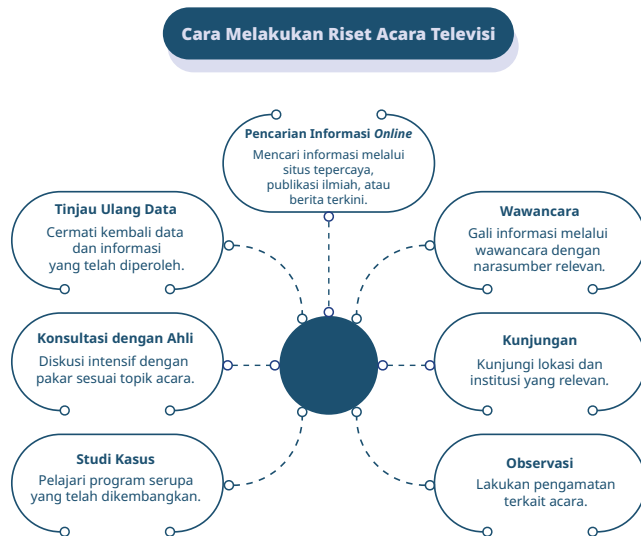 Cara Melakukan Riset Acara Televisi
Pencarian Informasi Online
Mencari informasi melalui
situs tepercaya,
publikasi ilmiah, atau
berita terkini.
Tinjau Ulang Data
Cermati kembali data
dan informasi
yang telah diperoleh.
Wawancara
Gali informasi melalui
wawancara dengan
narasumber relevan.
Konsultasi dengan Ahli
Diskusi intensif dengan
pakar sesuai topik acara.
Kunjungan
Kunjungi lokasi dan
institusi yang relevan.
Studi Kasus
Pelajari program serupa
yang telah dikembangkan.
Observasi
Lakukan pengamatan
terkait acara.